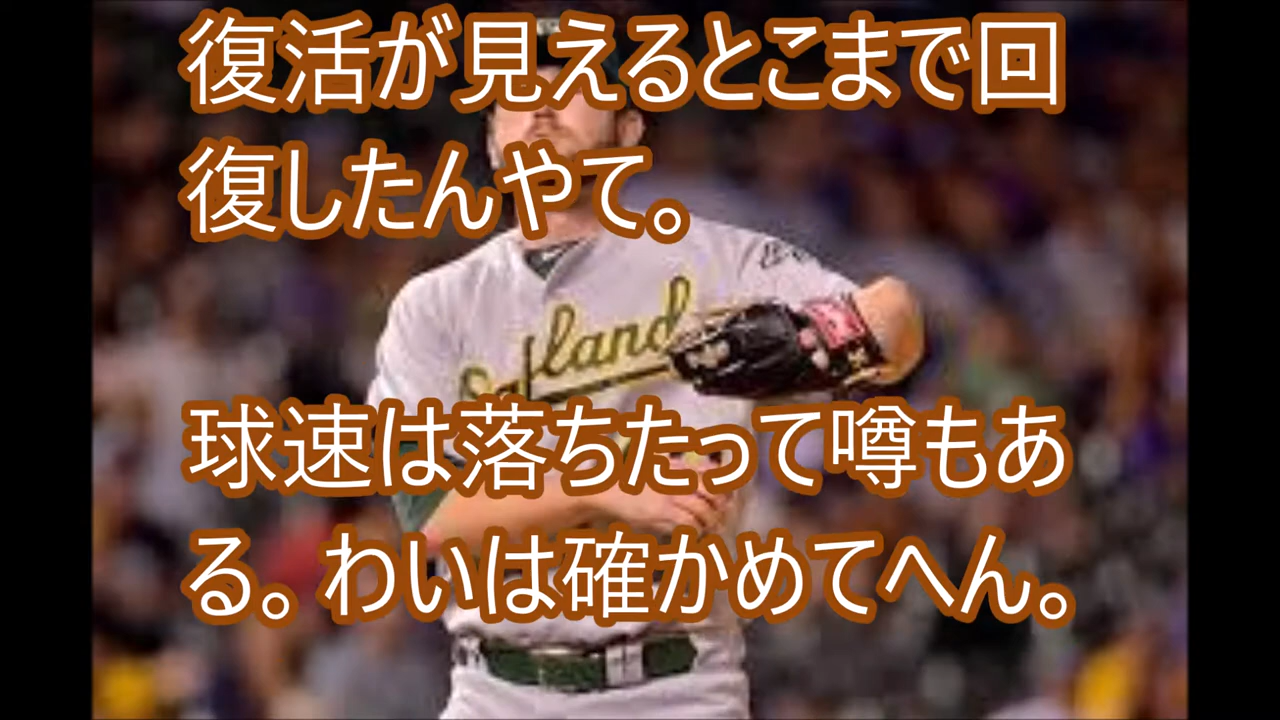 復活が見えるとこまで回
復したんやて。
Oakland
球速は落ちたって噂もあ
る。わいは確かめてへん。